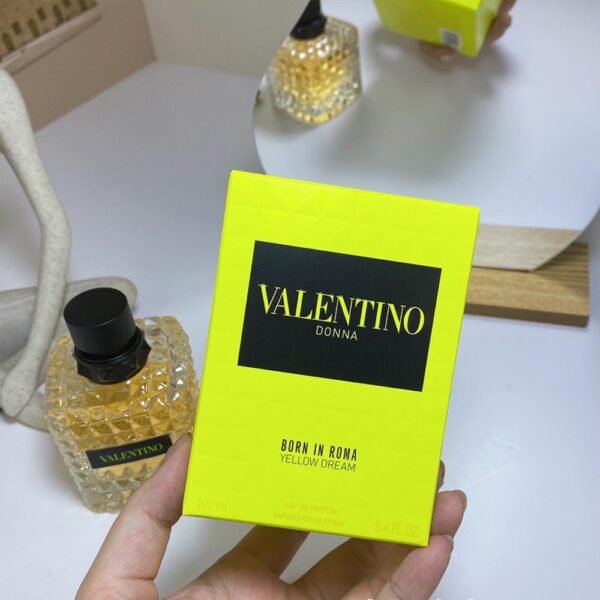 VALENTINO
DONNA
BORN IN ROMA
YELLOW DREAM
EAU DE PARFUM
VAPORISATEUR SPRAY
100 ml
3.4 FL.OZ.
VALENTINO